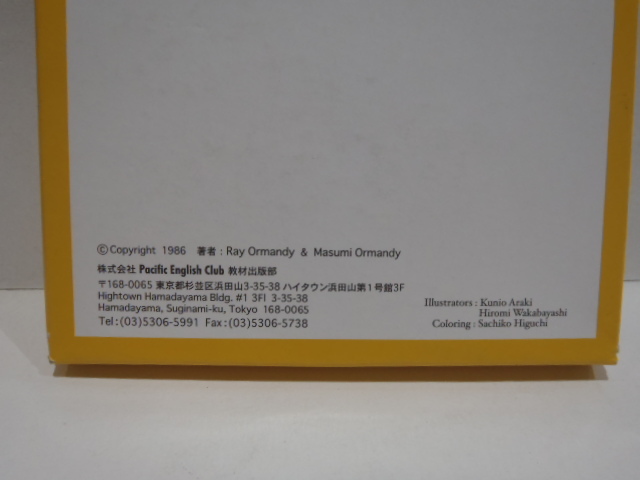 ©Copyright 1986 著者 : Ray Ormandy & Masumi Ormandy
株式会社 Pacific English Club 教材出版部
〒168-0065 東京都杉並区浜田山3-35-38 ハイタウン浜田山第1号館3F
Hightown Hamadayama Bldg. #1 3Fl 3-35-38
Hamadayama, Suginami-ku, Tokyo 168-0065
Tel:(03)5306-5991 Fax:(03)5306-5738
Illustrators : Kunio Araki
Hiromi Wakabayashi
Coloring : Sachiko Higuchi